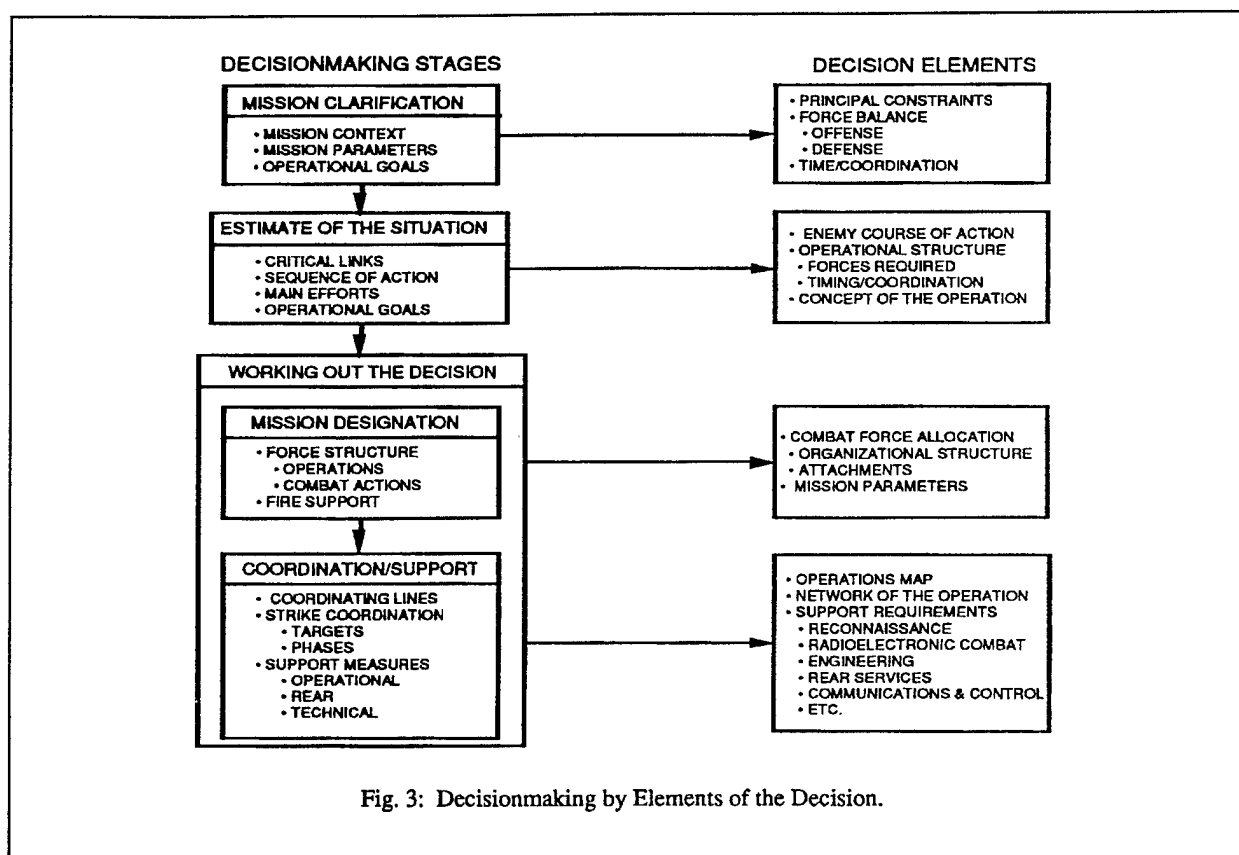 DECISIONMAKING STAGES
MISSION CLARIFICATION
• MISSION CONTEXT
• MISSION PARAMETERS
• OPERATIONAL GOALS
ESTIMATE OF THE SITUATION
• CRITICAL LINKS
• SEQUENCE OF ACTION
• MAIN EFFORTS
• OPERATIONAL GOALS
WORKING OUT THE DECISION
MISSION DESIGNATION
• FORCE STRUCTURE
• OPERATIONS
• COMBAT ACTIONS
• FIRE SUPPORT
COORDINATION/SUPPORT
• COORDINATING LINES
• STRIKE COORDINATION
• TARGETS
• PHASES
• SUPPORT MEASURES
• OPERATIONAL
• REAR
• TECHNICAL
DECISION ELEMENTS
• PRINCIPAL CONSTRAINTS
• FORCE BALANCE
• OFFENSE
• DEFENSE
• TIME/COORDINATION
• ENEMY COURSE OF ACTION
• OPERATIONAL STRUCTURE
• FORCES REQUIRED
• TIMING/COORDINATION
• CONCEPT OF THE OPERATION
• COMBAT FORCE ALLOCATION
• ORGANIZATIONAL STRUCTURE
• ATTACHMENTS
• MISSION PARAMETERS
• OPERATIONS MAP
• NETWORK OF THE OPERATION
• SUPPORT REQUIREMENTS
• RECONNAISSANCE
• RADIOELECTRONIC COMBAT
• ENGINEERING
• REAR SERVICES
• COMMUNICATIONS & CONTROL
• ETC.
Fig. 3: Decisionmaking by Elements of the Decision.